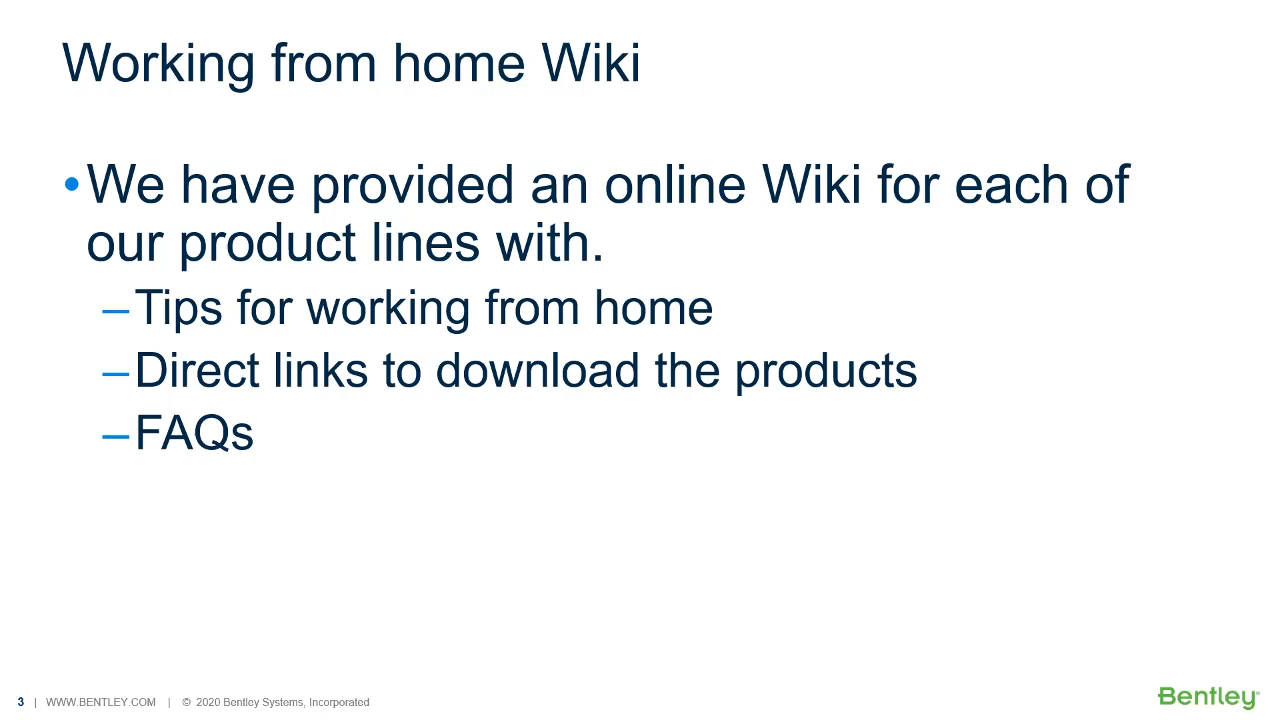 Working from home Wiki
•We have provided an online Wiki for each of
our product lines with.
–Tips for working from home
–Direct links to download the products
–FAQs
3 | WWW.BENTLEY.COM | © 2020 Bentley Systems, Incorporated
Bentley®